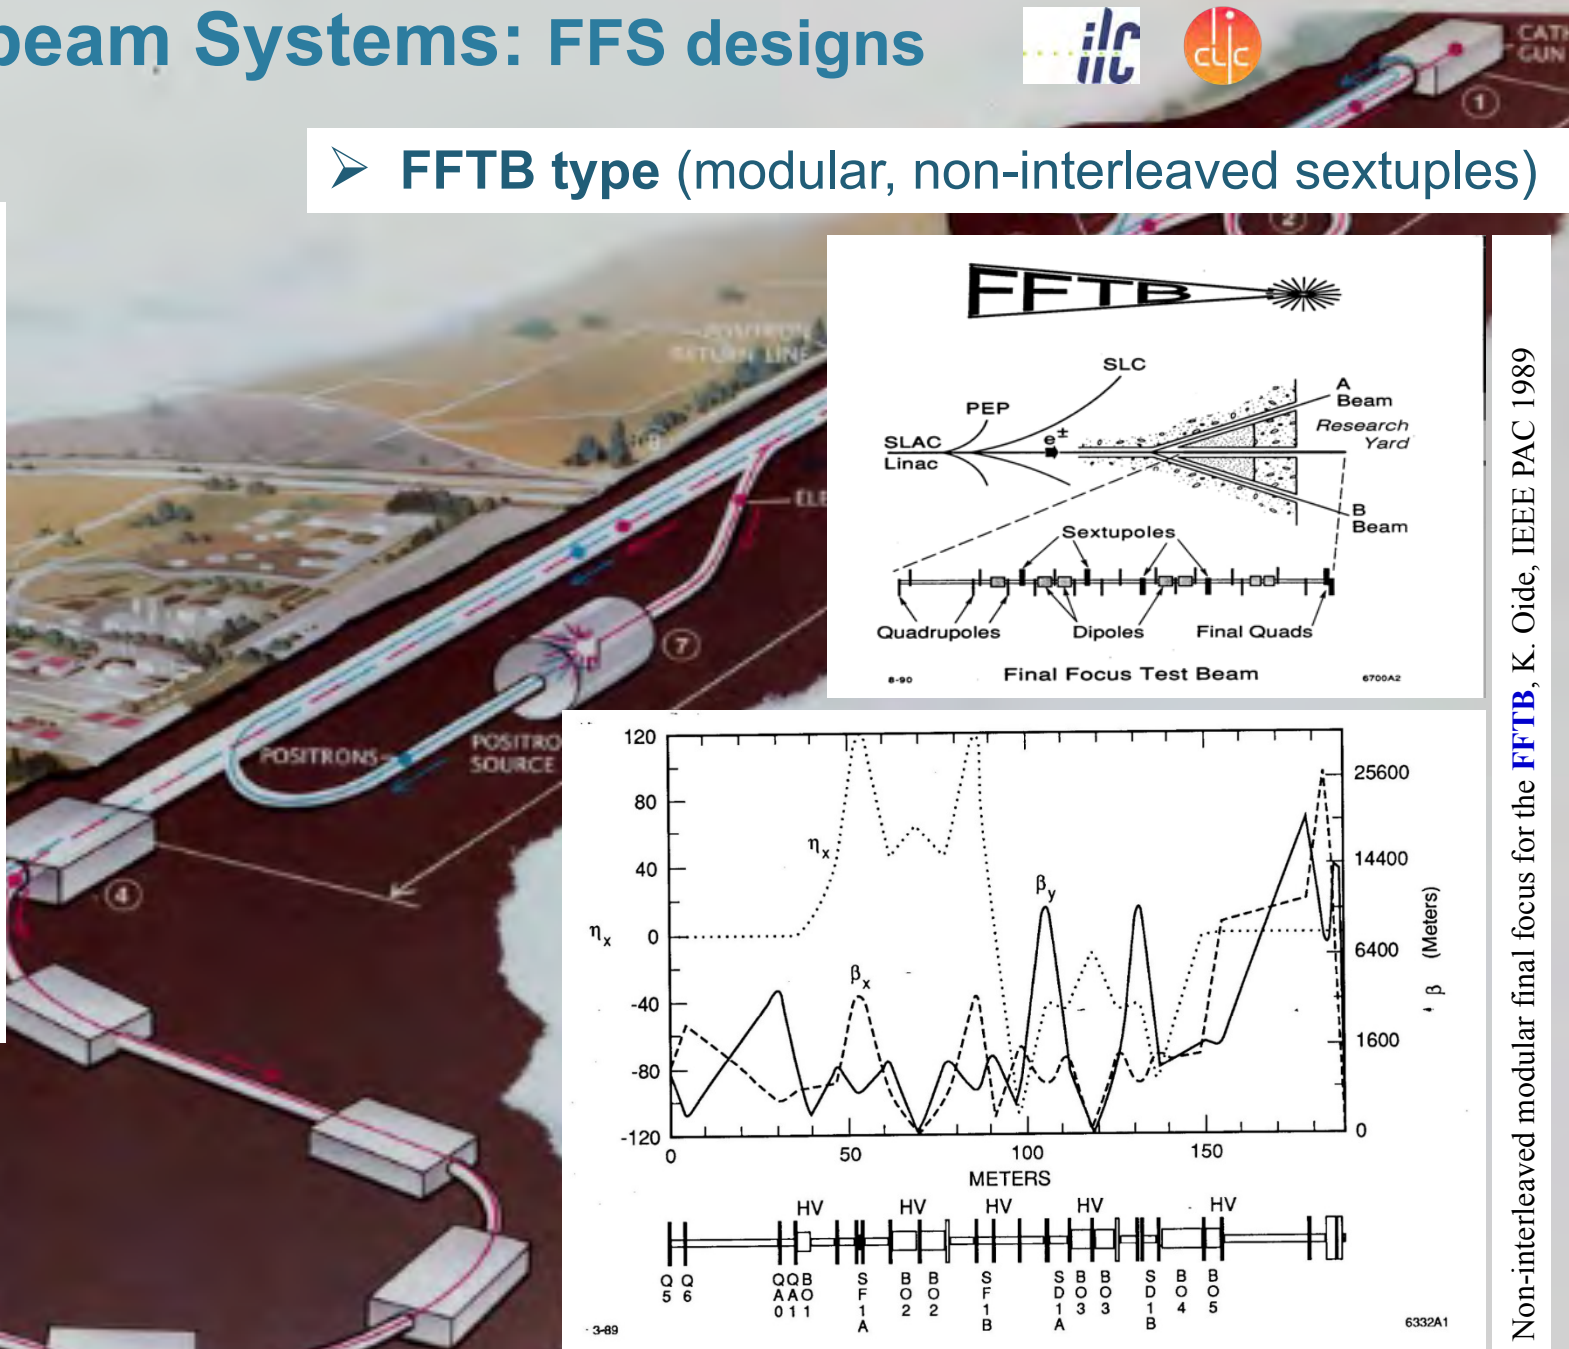 beam Systems: FFS designs
ilc
clic
CATH
GUN
1
➢ FFTB type (modular, non-interleaved sextuples)
2
FFTB
SLC
PEP
SLAC
Linac
e±
A
Beam
Research
Yard
B
Beam
Sextupoles
Quadrupoles
Dipoles
Final Quads
8-90
Final Focus Test Beam
6700A2
POSITRON
RETURN LINE
ELE
7
POSITRONS
POSITRO
SOURCE
4
120
80
40
0
-40
-80
-120
ηx
ηx
βx
βy
25600
14400
6400
1600
0
β (Meters)
0
50
100
150
METERS
HV
HV
HV
HV
HV
Q5
Q6
QA0
QA1
BO1
SF1A
BO2
BO2
SF1B
SD1A
BO3
BO3
SD1B
BO4
BO5
3-89
6332A1
Non-interleaved modular final focus for the FFTB, K. Oide, IEEE PAC 1989